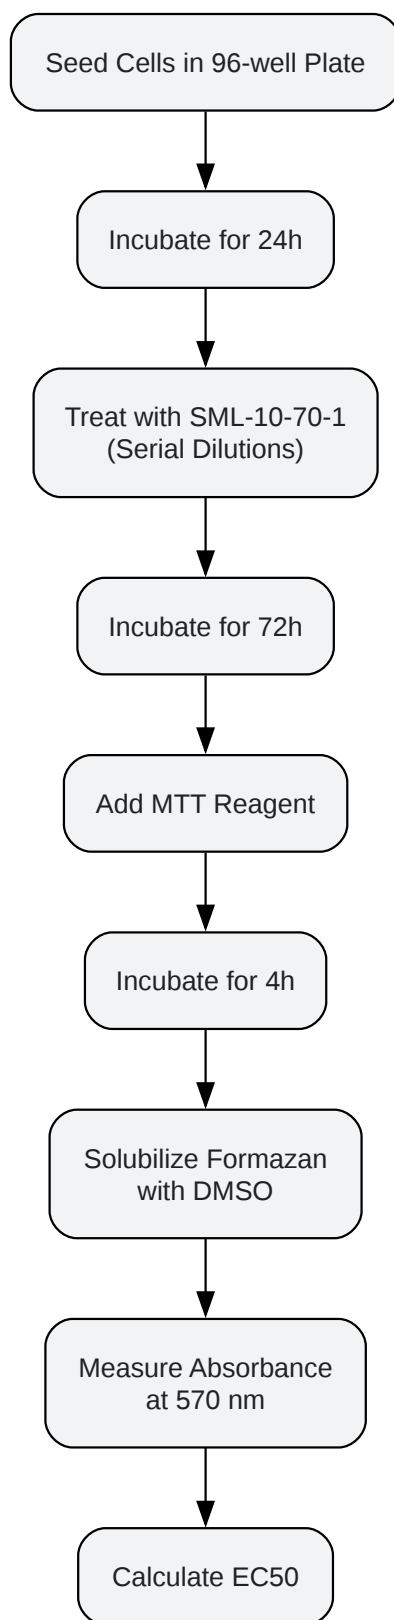 Seed Cells in 96-well Plate
Incubate for 24h
Treat with SML-10-70-1
(Serial Dilutions)
Incubate for 72h
Add MTT Reagent
Incubate for 4h
Solubilize Formazan
with DMSO
Measure Absorbance
at 570 nm
Calculate EC50